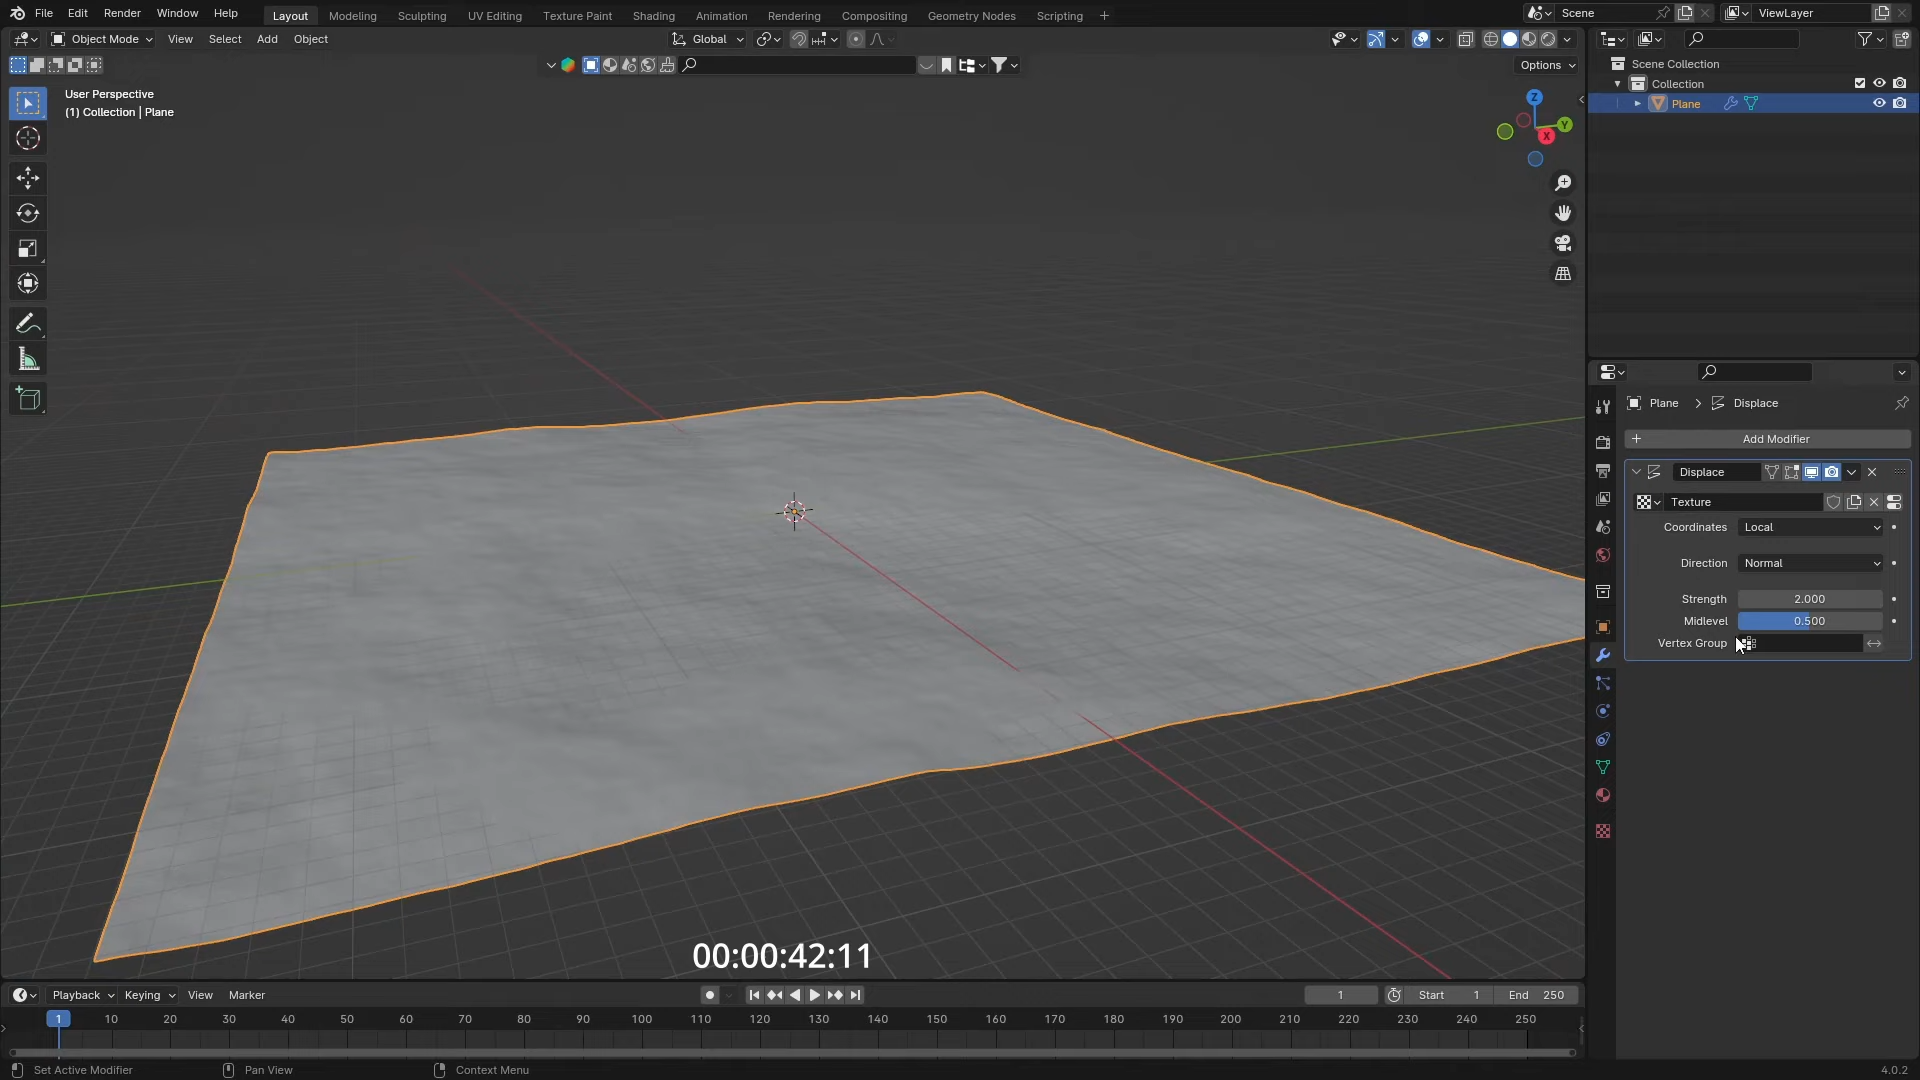 File Edit Render Window Help
Layout Modeling Sculpting UV Editing Texture Paint Shading Animation Rendering Compositing Geometry Nodes Scripting +
Scene
ViewLayer
Object Mode View Select Add Object
Global
Options
User Perspective
(1) Collection | Plane
Z
Y
X
Scene Collection
Collection
Plane
Plane > Displace
+ Add Modifier
Displace
Texture
Coordinates Local
Direction Normal
Strength 2.000
Midlevel 0.500
Vertex Group
00:00:42:11
Playback Keying View Marker
1 Start 1 End 250
1 10 20 30 40 50 60 70 80 90 100 110 120 130 140 150 160 170 180 190 200 210 220 230 240 250
Set Active Modifier Pan View Context Menu
4.0.2